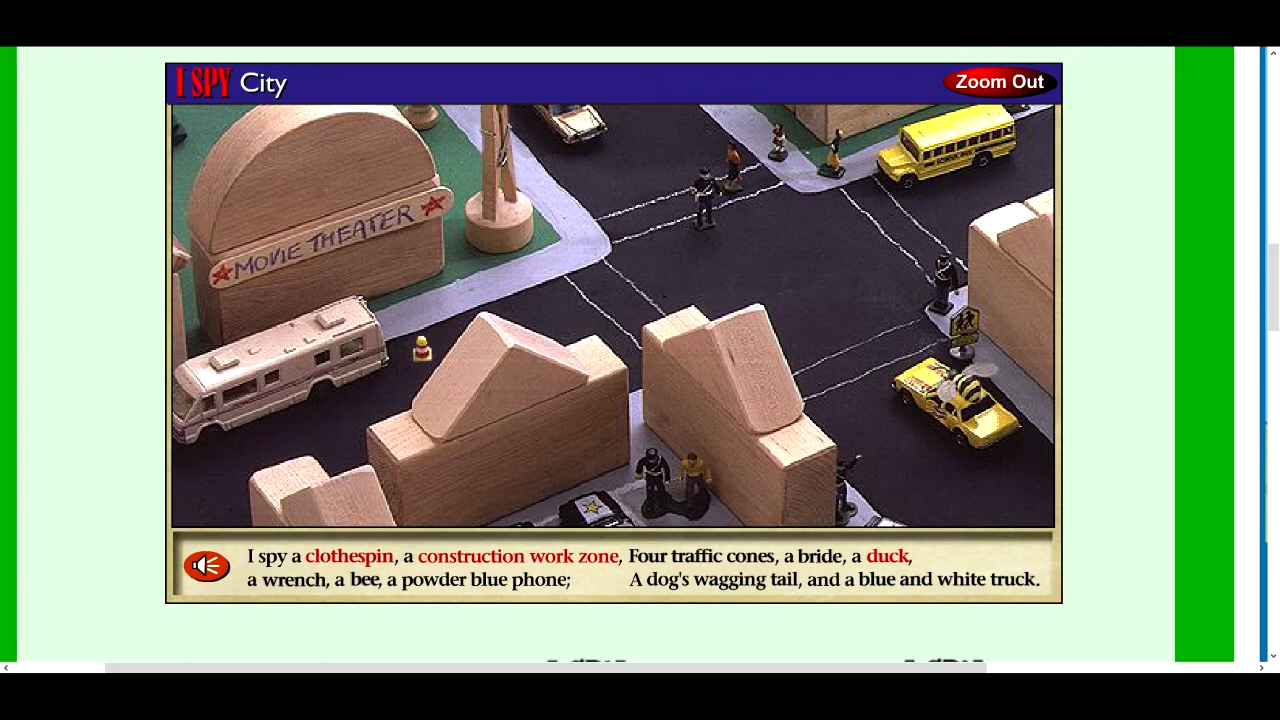 I SPY City
Zoom Out
MOVIE THEATER
I spy a clothespin, a construction work zone, Four traffic cones, a bride, a duck,
a wrench, a bee, a powder blue phone; A dog's wagging tail, and a blue and white truck.